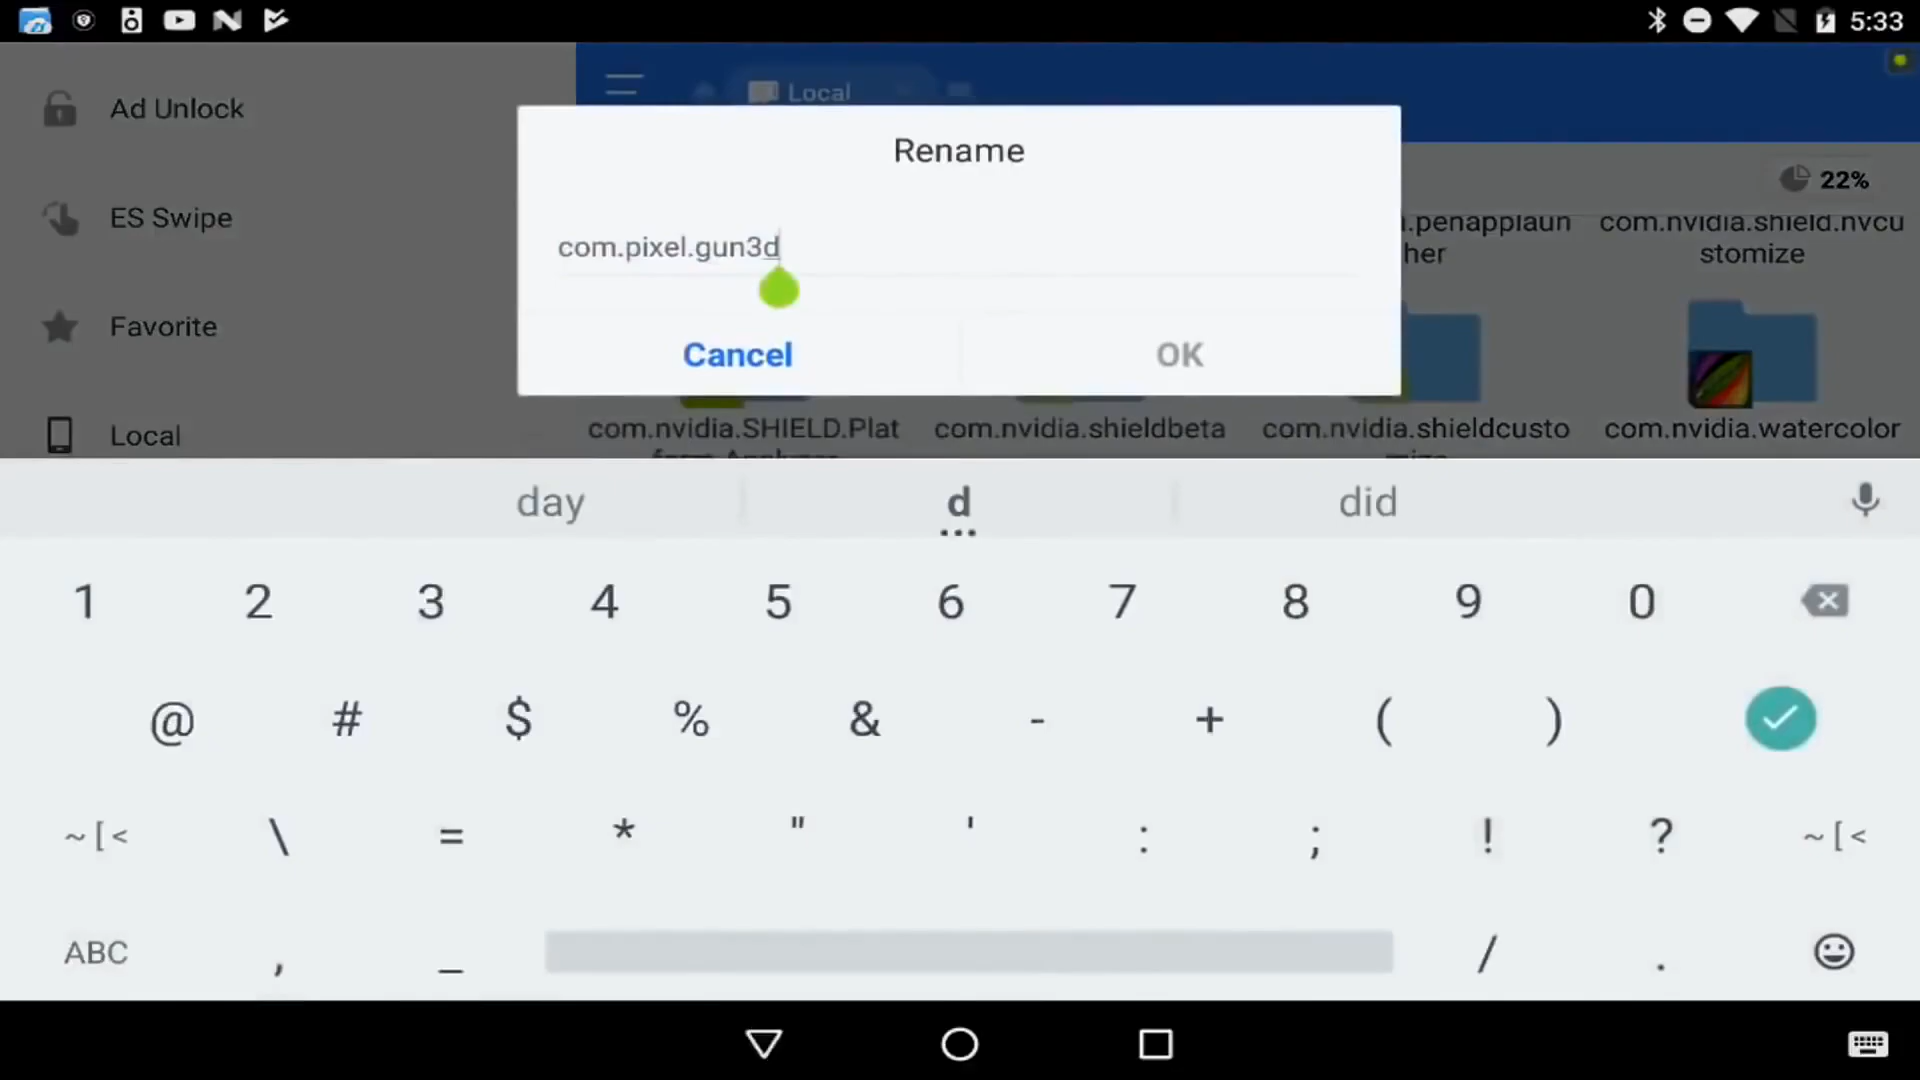 5:33
Ad Unlock
ES Swipe
Favorite
Local
Local
22%
.penapplaun
her
com.nvidia.shield.nvcu
stomize
Rename
com.pixel.gun3d
Cancel
OK
com.nvidia.SHIELD.Plat
com.nvidia.shieldbeta
com.nvidia.shieldcusto
com.nvidia.watercolor
day
d
...
did
1 2 3 4 5 6 7 8 9 0
@ # $ % & - + ( )
~ [ < \ = * " ' : ; ! ? ~ [ <
ABC , _ / .